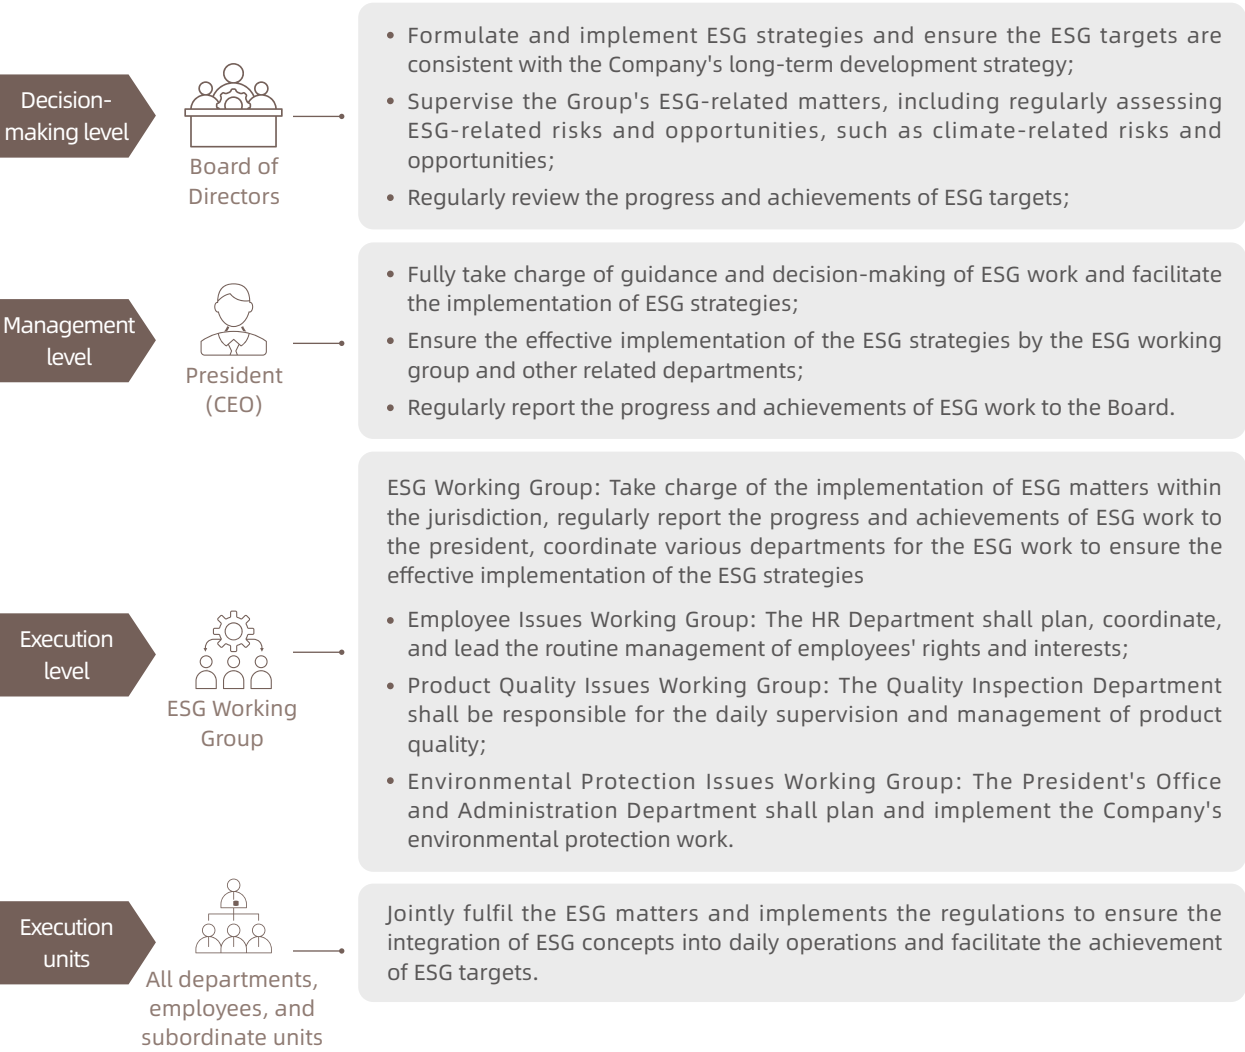 Decision-
making level
Board of
Directors
• Formulate and implement ESG strategies and ensure the ESG targets are
consistent with the Company's long-term development strategy;
• Supervise the Group's ESG-related matters, including regularly assessing
ESG-related risks and opportunities, such as climate-related risks and
opportunities;
• Regularly review the progress and achievements of ESG targets;
Management
level
President
(CEO)
• Fully take charge of guidance and decision-making of ESG work and facilitate
the implementation of ESG strategies;
• Ensure the effective implementation of the ESG strategies by the ESG working
group and other related departments;
• Regularly report the progress and achievements of ESG work to the Board.
Execution
level
ESG Working
Group
ESG Working Group: Take charge of the implementation of ESG matters within
the jurisdiction, regularly report the progress and achievements of ESG work to
the president, coordinate various departments for the ESG work to ensure the
effective implementation of the ESG strategies
• Employee Issues Working Group: The HR Department shall plan, coordinate,
and lead the routine management of employees' rights and interests;
• Product Quality Issues Working Group: The Quality Inspection Department
shall be responsible for the daily supervision and management of product
quality;
• Environmental Protection Issues Working Group: The President's Office
and Administration Department shall plan and implement the Company's
environmental protection work.
Execution
units
All departments,
employees, and
subordinate units
Jointly fulfil the ESG matters and implements the regulations to ensure the
integration of ESG concepts into daily operations and facilitate the achievement
of ESG targets.